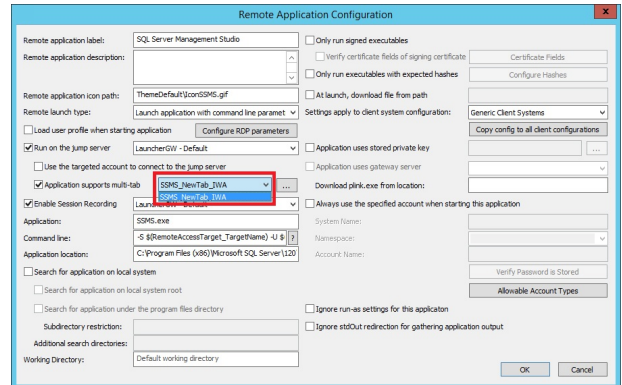 Remote Application Configuration
x
Remote application label: SQL Server Management Studio
Remote application description:
Remote application icon path: ThemeDefault\IconSSMS.gif
Remote launch type: Launch application with command line paramet
Load user profile when starting application Configure RDP parameters
Run on the jump server LauncherGW - Default
Use the targeted account to connect to the jump server
Application supports multi-tab SSMS_NewTab_IWA ...
SSMS_NewTab_IWA
Enable Session Recording LauncherGW - Default
Application: SSMS.exe
Command line: -S $(RemoteAccessTarget_TargetName) -U $( ?
Application location: C:\Program Files (x86)\Microsoft SQL Server\120
Search for application on local system
Search for application on local system root
Search for application under the program files directory
Subdirectory restriction:
Additional search directories:
Working Directory: Default working directory
Only run signed executables
Verify certificate fields of signing certificate Certificate Fields
Only run executables with expected hashes Configure Hashes
At launch, download file from path
Settings apply to client system configuration: Generic Client Systems
Copy config to all client configurations
Application uses stored private key ...
Application uses gateway server
Download plink.exe from location:
Always use the specified account when starting this application
System Name:
Namespace:
Account Name:
Verify Password is Stored
Allowable Account Types
Ignore run-as settings for this applicaton
Ignore stdOut redirection for gathering application output
OK Cancel